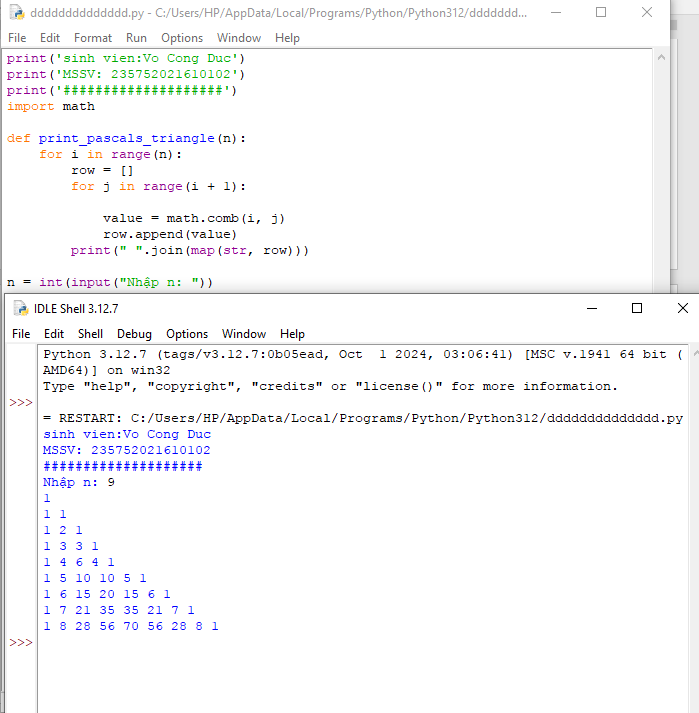 ddddddddddddddd.py - C:/Users/HP/AppData/Local/Programs/Python/Python312/ddddddd...
File Edit Format Run Options Window Help
print('sinh vien:Vo Cong Duc')
print('MSSV: 235752021610102')
print('####################')
import math
def print_pascals_triangle(n):
    for i in range(n):
        row = []
        for j in range(i + 1):
            value = math.comb(i, j)
            row.append(value)
        print(" ".join(map(str, row)))
n = int(input("Nhập n: "))
IDLE Shell 3.12.7
File Edit Shell Debug Options Window Help
Python 3.12.7 (tags/v3.12.7:0b05ead, Oct  1 2024, 03:06:41) [MSC v.1941 64 bit (
AMD64)] on win32
Type "help", "copyright", "credits" or "license()" for more information.
>>>
= RESTART: C:/Users/HP/AppData/Local/Programs/Python/Python312/ddddddddddddddd.py
sinh vien:Vo Cong Duc
MSSV: 235752021610102
####################
Nhập n: 9
1
1 1
1 2 1
1 3 3 1
1 4 6 4 1
1 5 10 10 5 1
1 6 15 20 15 6 1
1 7 21 35 35 21 7 1
1 8 28 56 70 56 28 8 1
>>>